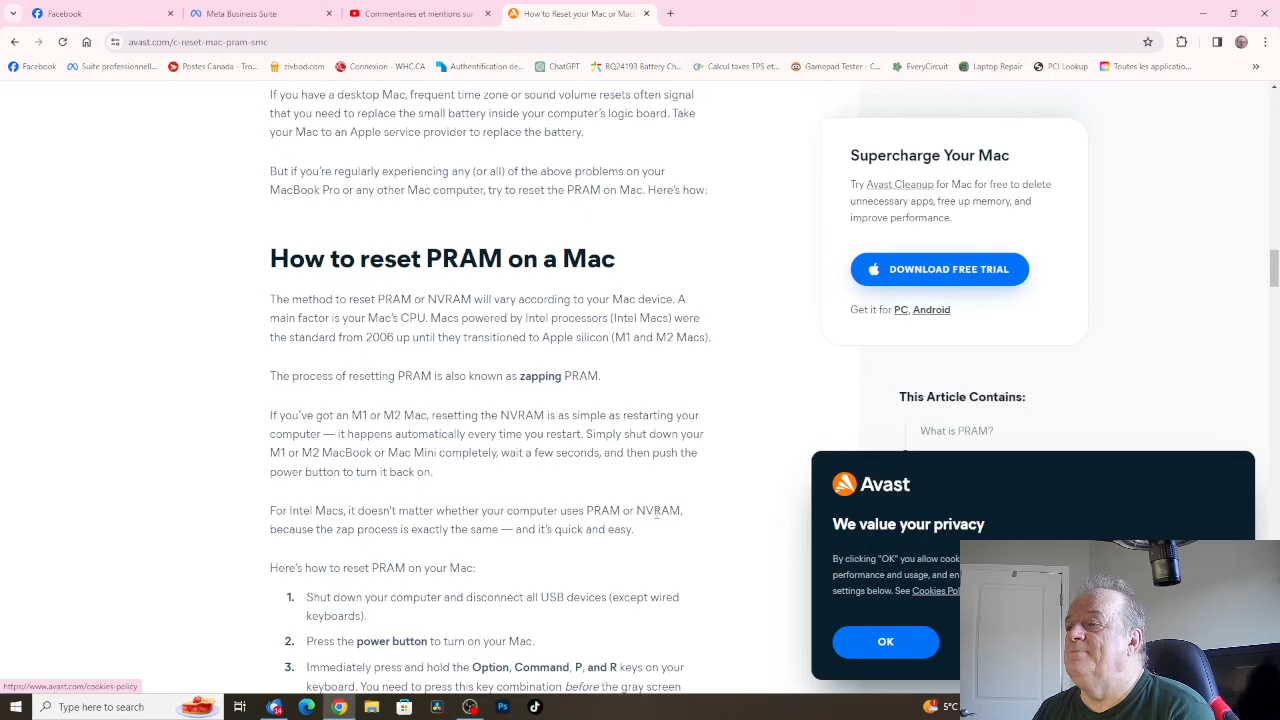 Facebook
Meta Business Suite
Commentaires et mentions sur
How to Reset your Mac
avast.com/c-reset-mac-pram-smc
Facebook
Suite professionnell...
Postes Canada - Tro...
zivbod.com
Connexion - WHC.CA
Authentification de...
ChatGPT
BQ24193 Battery Ch...
Calcul taxes TPS et...
Gamepad Tester - C...
EveryCircuit
Laptop Repair
PCI Lookup
Toutes les activités...
If you have a desktop Mac, frequent time zone or sound volume resets often signal
that you need to replace the small battery inside your computer's logic board. Take
your Mac to an Apple service provider to replace the battery.
But if you're regularly experiencing any (or all) of the above problems on your
MacBook Pro or any other Mac computer, try to reset the PRAM on Mac. Here's how:
How to reset PRAM on a Mac
The method to reset PRAM or NVRAM will vary according to your Mac device. A
main factor is your Mac's CPU. Macs powered by Intel processors (Intel Macs) were
the standard from 2006 up until they transitioned to Apple silicon (M1 and M2 Macs).
The process of resetting PRAM is also known as zapping PRAM.
If you've got an M1 or M2 Mac, resetting the NVRAM is as simple as restarting your
computer — it happens automatically every time you restart. Simply shut down your
M1 or M2 MacBook or Mac Mini completely, wait a few seconds, and then push the
power button to turn it back on.
For Intel Macs, it doesn't matter whether your computer uses PRAM or NVRAM,
because the zap process is exactly the same — and it's quick and easy.
Here's how to reset PRAM on your Mac:
1. Shut down your computer and disconnect all USB devices (except wired
keyboards).
2. Press the power button to turn on your Mac.
3. Immediately press and hold the Option, Command, P, and R keys on your
keyboard. You need to press this key combination before the gray screen
Supercharge Your Mac
Try Avast Cleanup for Mac for free to delete
unnecessary apps, free up memory, and
improve performance.
DOWNLOAD FREE TRIAL
Get it for PC, Android
This Article Contains:
What is PRAM?
Avast
We value your privacy
By clicking "OK" you allow cook
performance and usage, and en
settings below. See Cookies Pol
OK
https://www.avast.com/cookies-policy
Type here to search
14
Ps
5°C